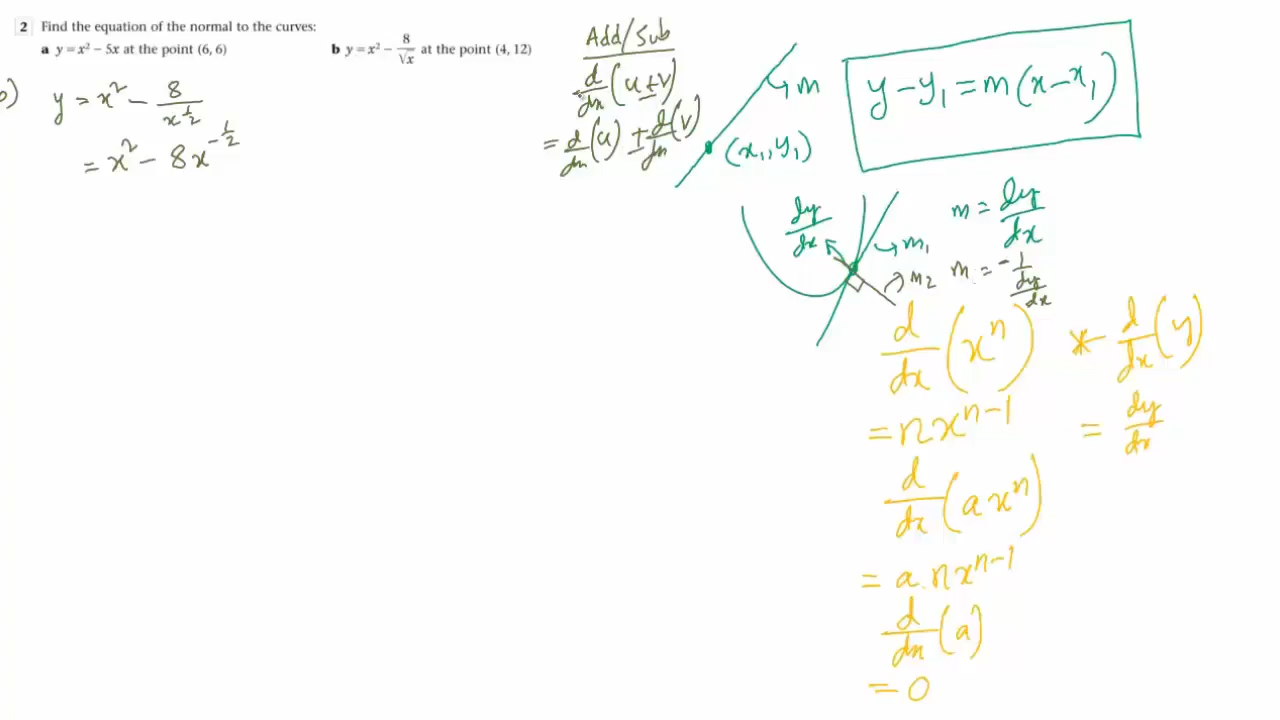 2 Find the equation of the normal to the curves:
a y = x² − 5x at the point (6, 6)
b y = x² − 8/√x at the point (4, 12)
b) y = x² − 8/x^(1/2)
= x² − 8x^(−1/2)
Add/Sub
d/dx (u ± v)
= d/dx (u) ± d/dx (v)
m
(x₁, y₁)
y − y₁ = m(x − x₁)
dy/dx
m₁
m₂
m = dy/dx
m = −1/(dy/dx)
d/dx (xⁿ)
= nxⁿ⁻¹
* d/dx (y)
= dy/dx
d/dx (a xⁿ)
= a.nxⁿ⁻¹
d/dx (a)
= 0